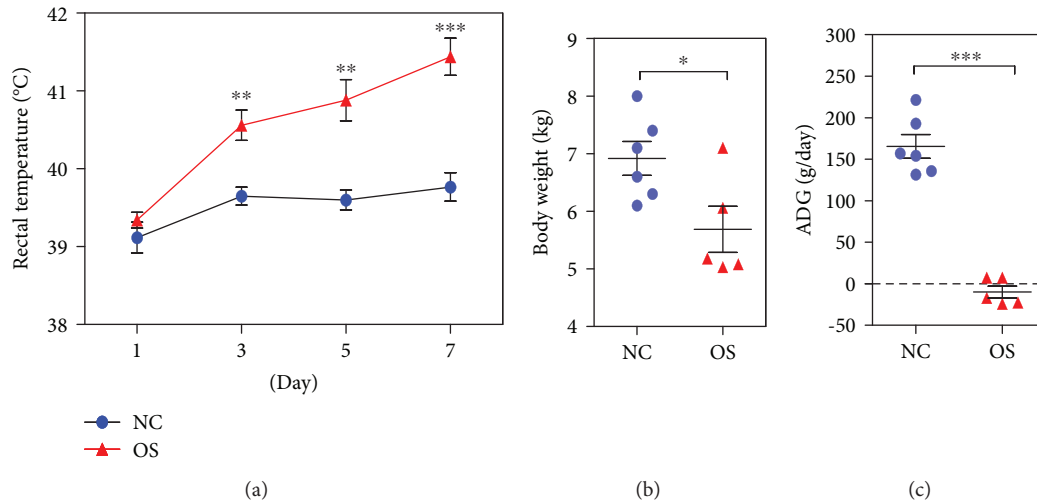 42
41
40
39
38
Rectal temperature (°C)
**
**
***
1
3
5
7
(Day)
NC
OS
(a)
9
8
7
6
5
4
Body weight (kg)
*
NC
OS
(b)
300
250
200
150
100
50
0
-50
ADG (g/day)
***
NC
OS
(c)